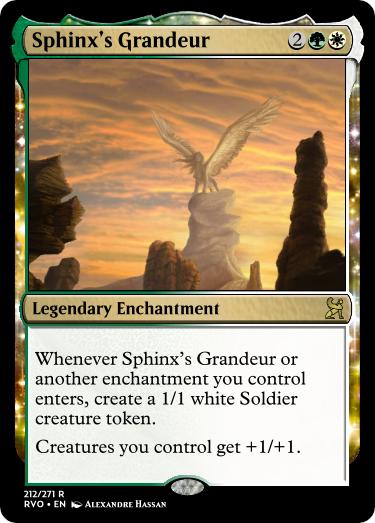 Sphinx's Grandeur 2
Legendary Enchantment
Whenever Sphinx's Grandeur or
another enchantment you control
enters, create a 1/1 white Soldier
creature token.
Creatures you control get +1/+1.
212/271 R
RVO • EN Alexandre Hassan